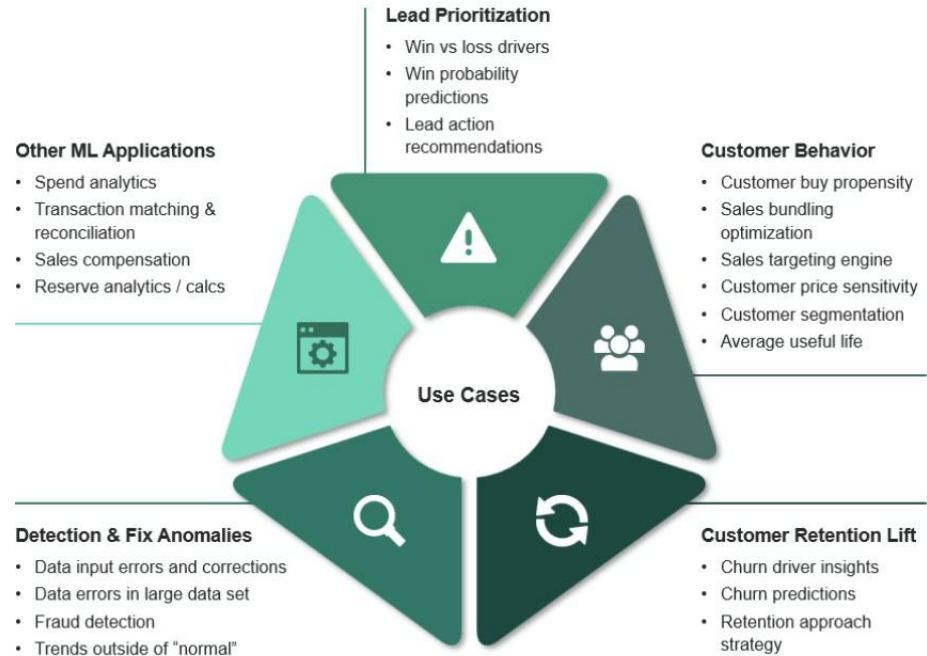 Lead Prioritization
• Win vs loss drivers
• Win probability
predictions
• Lead action
recommendations
Other ML Applications
• Spend analytics
• Transaction matching &
reconciliation
• Sales compensation
• Reserve analytics / calcs
Customer Behavior
• Customer buy propensity
• Sales bundling
optimization
• Sales targeting engine
• Customer price sensitivity
• Customer segmentation
• Average useful life
Use Cases
Detection & Fix Anomalies
• Data input errors and corrections
• Data errors in large data set
• Fraud detection
• Trends outside of “normal”
Customer Retention Lift
• Churn driver insights
• Churn predictions
• Retention approach
strategy